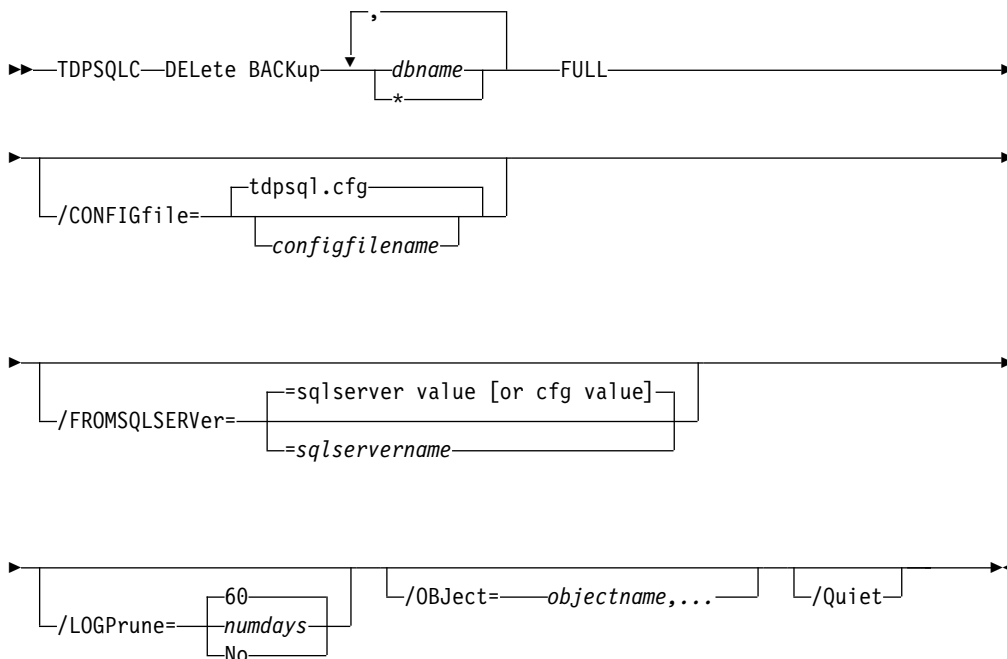 ,
TDPSQLC DELete BACKup dbname FULL
*
tdpsql.cfg
/CONFIGfile=
configfilename
=sqlserver value [or cfg value]
/FROMSQLSERVer=
=sqlservername
60
/LOGPrune= numdays
No
/OBJect= objectname,...
/Quiet